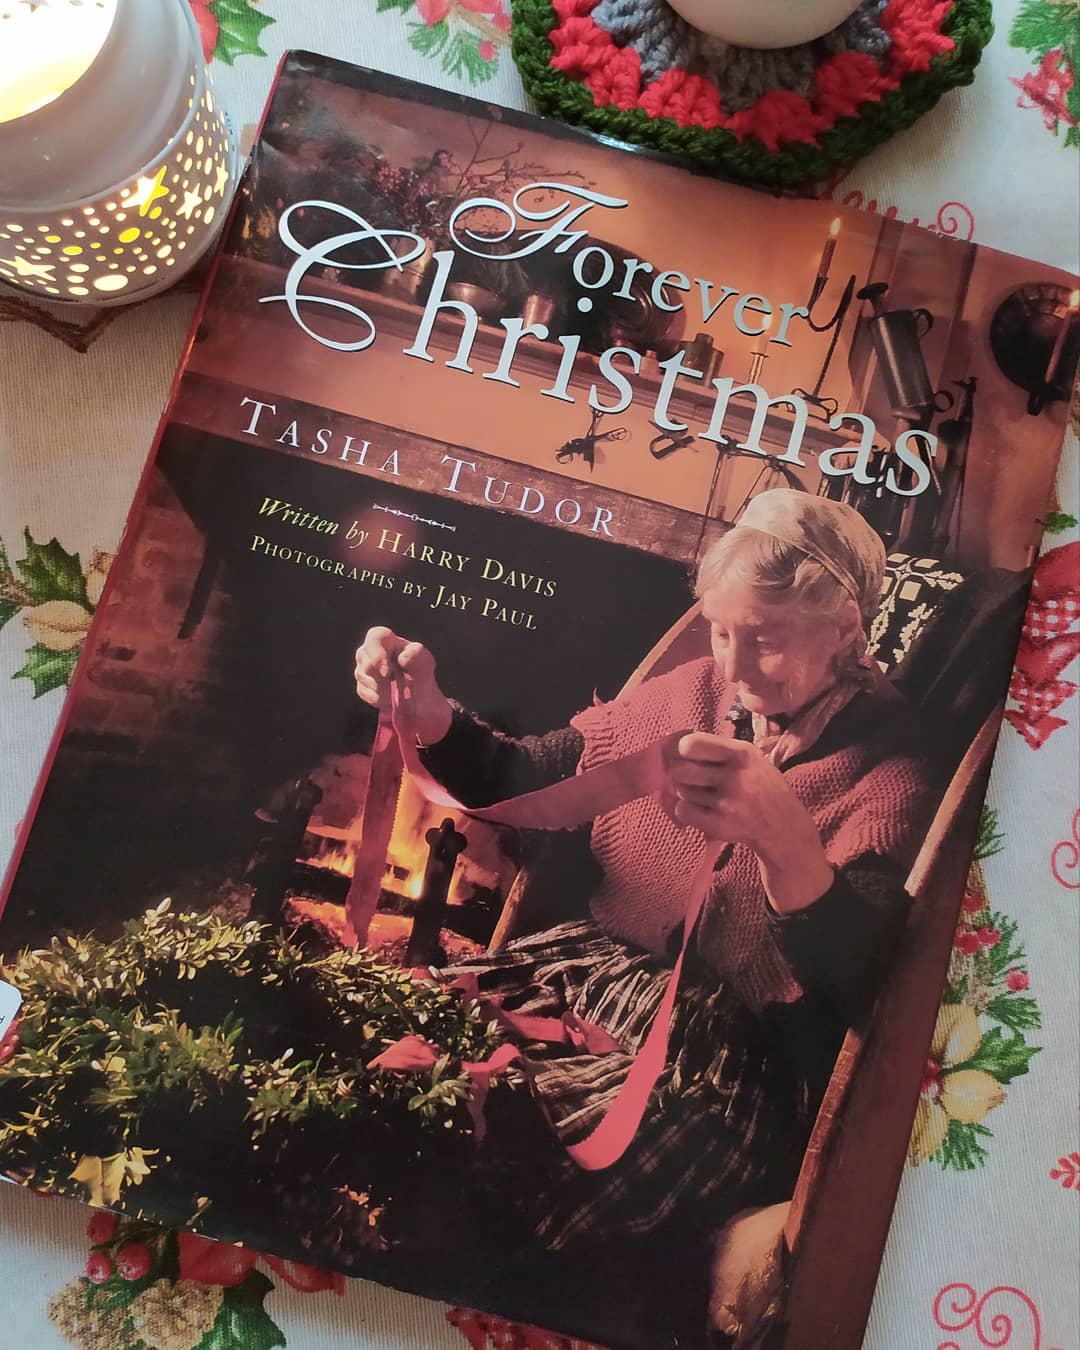 Forever
Christmas
TASHA TUDOR
Written by HARRY DAVIS
PHOTOGRAPHS BY JAY PAUL